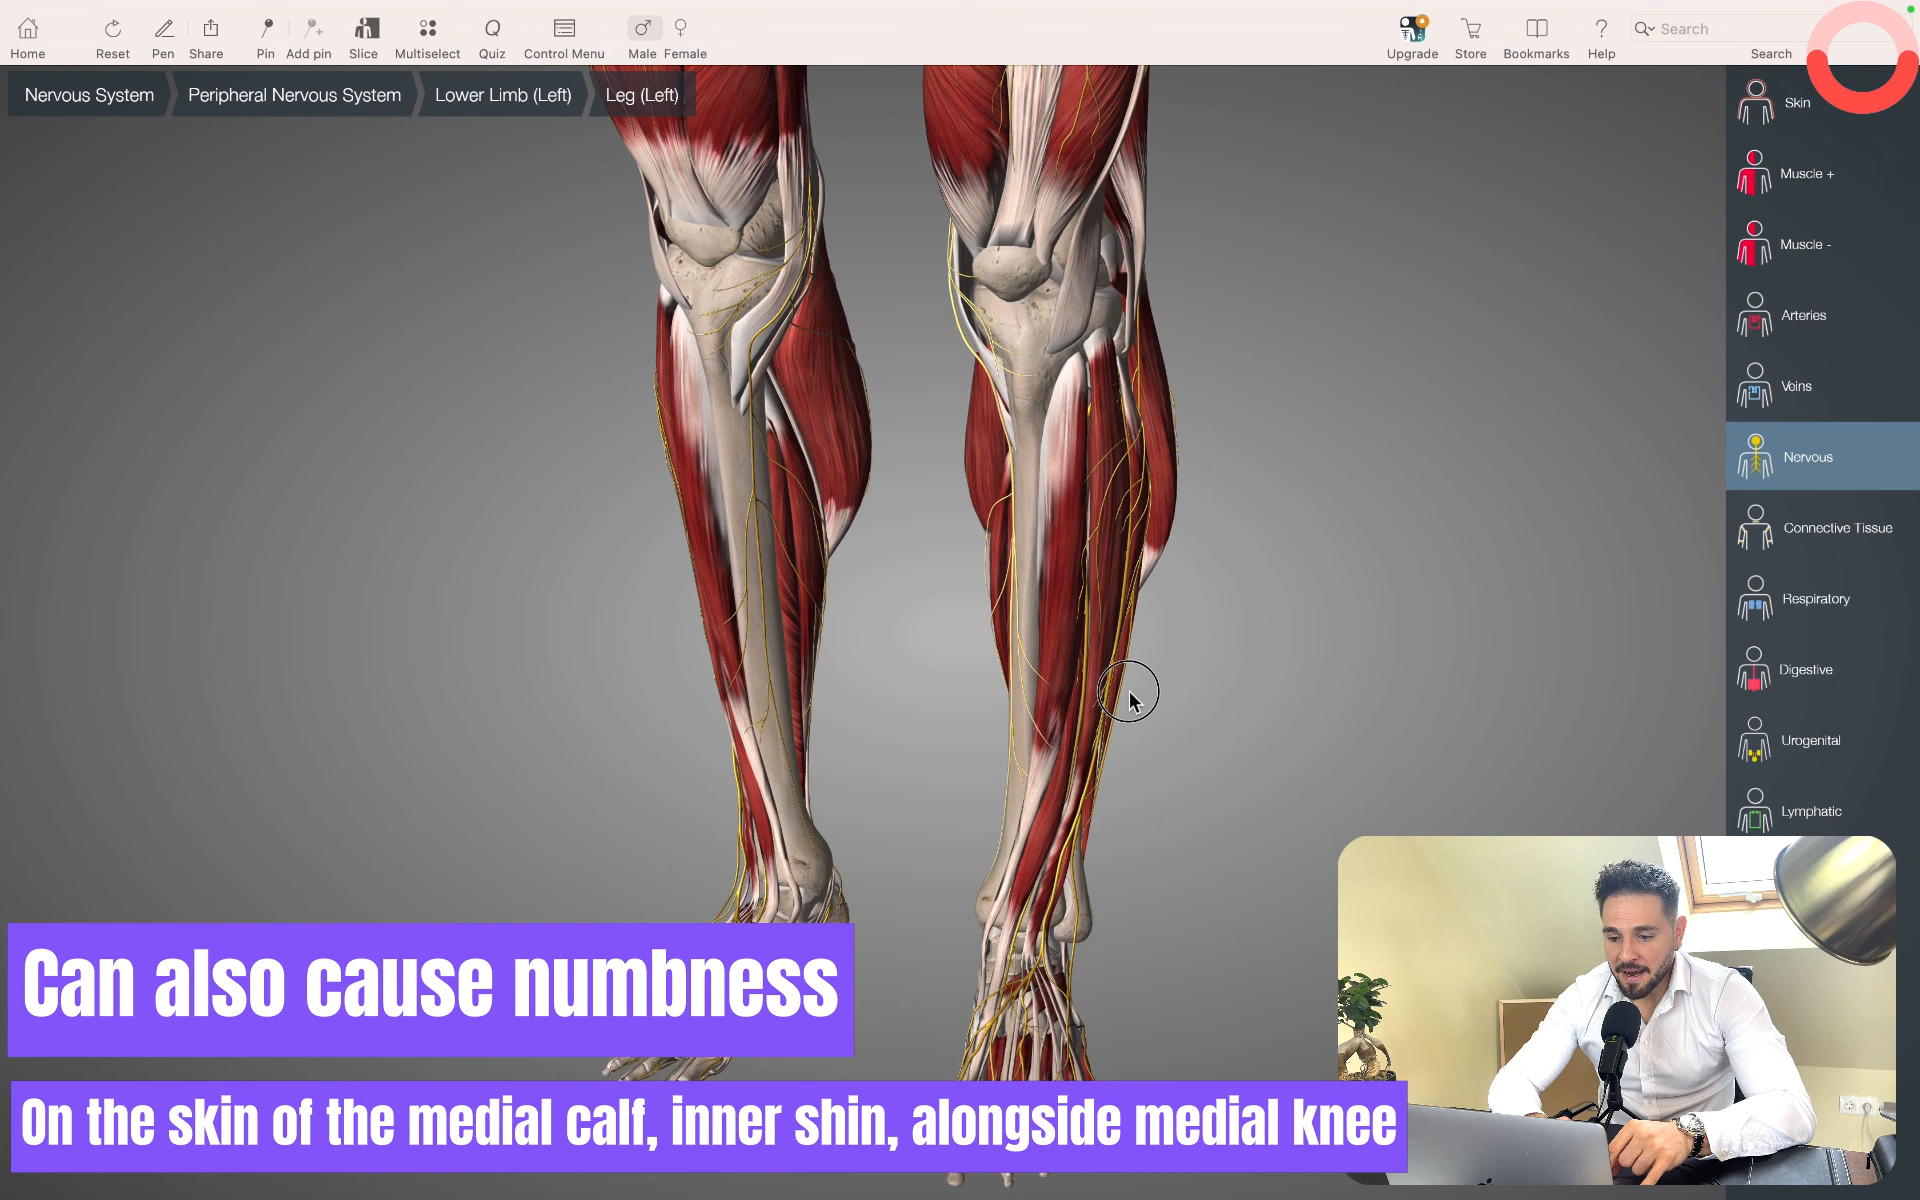 Home
Reset
Pen
Share
Pin
Add pin
Slice
Multiselect
Quiz
Control Menu
Male
Female
Upgrade
Store
Bookmarks
Help
Search
Search
Nervous System
Peripheral Nervous System
Lower Limb (Left)
Leg (Left)
Skin
Muscle +
Muscle -
Arteries
Veins
Nervous
Connective Tissue
Respiratory
Digestive
Urogenital
Lymphatic
Can also cause numbness
On the skin of the medial calf, inner shin, alongside medial knee